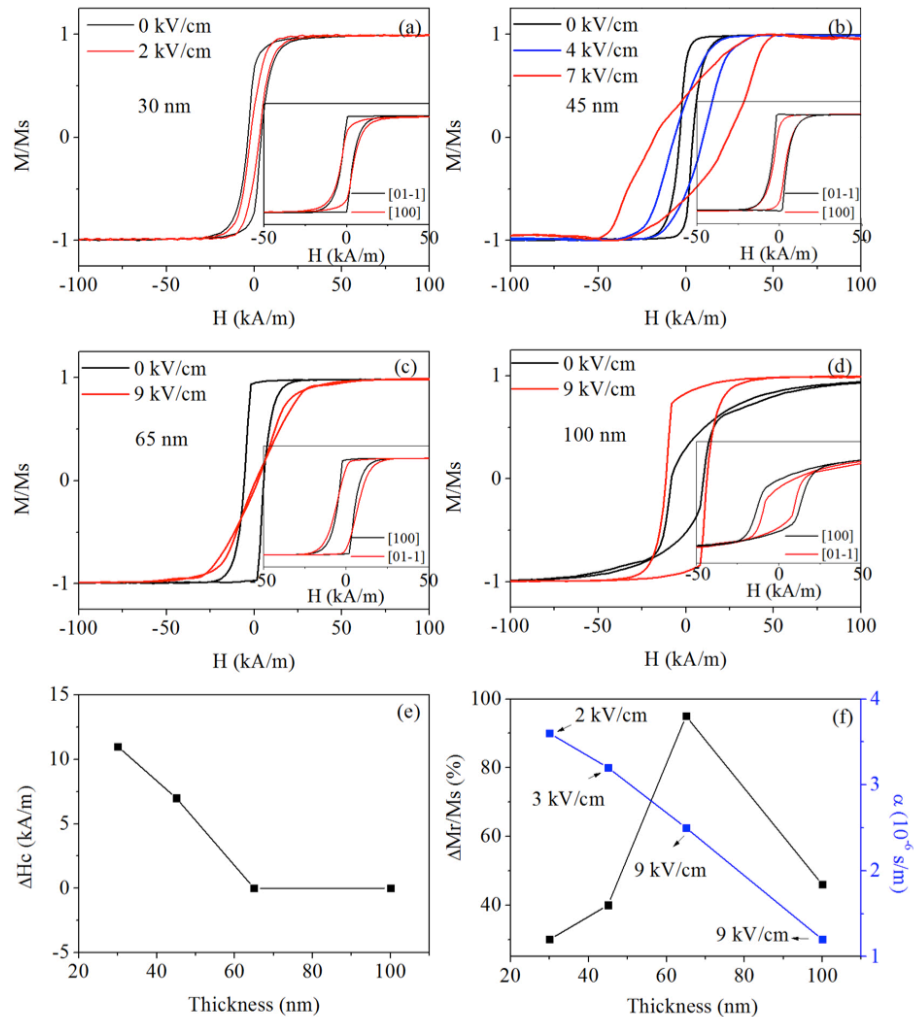 (a)
0 kV/cm
2 kV/cm
30 nm
M/Ms
1
0
-1
[01-1]
[100]
-50 0 50
H (kA/m)
-100 -50 0 50 100
H (kA/m)
(b)
0 kV/cm
4 kV/cm
7 kV/cm
45 nm
M/Ms
1
0
-1
[01-1]
[100]
-50 0 50
H (kA/m)
-100 -50 0 50 100
H (kA/m)
(c)
0 kV/cm
9 kV/cm
65 nm
M/Ms
1
0
-1
[100]
[01-1]
-50 0 50
H (kA/m)
-100 -50 0 50 100
H (kA/m)
(d)
0 kV/cm
9 kV/cm
100 nm
M/Ms
1
0
-1
[100]
[01-1]
-50 0 50
H (kA/m)
-100 -50 0 50 100
H (kA/m)
(e)
ΔHc (kA/m)
15
10
5
0
-5
20 40 60 80 100
Thickness (nm)
(f)
ΔMr/Ms (%)
100
80
60
40
2 kV/cm
3 kV/cm
9 kV/cm
9 kV/cm
4
3
2
1
α (10⁻⁶ s/m)
20 40 60 80 100
Thickness (nm)